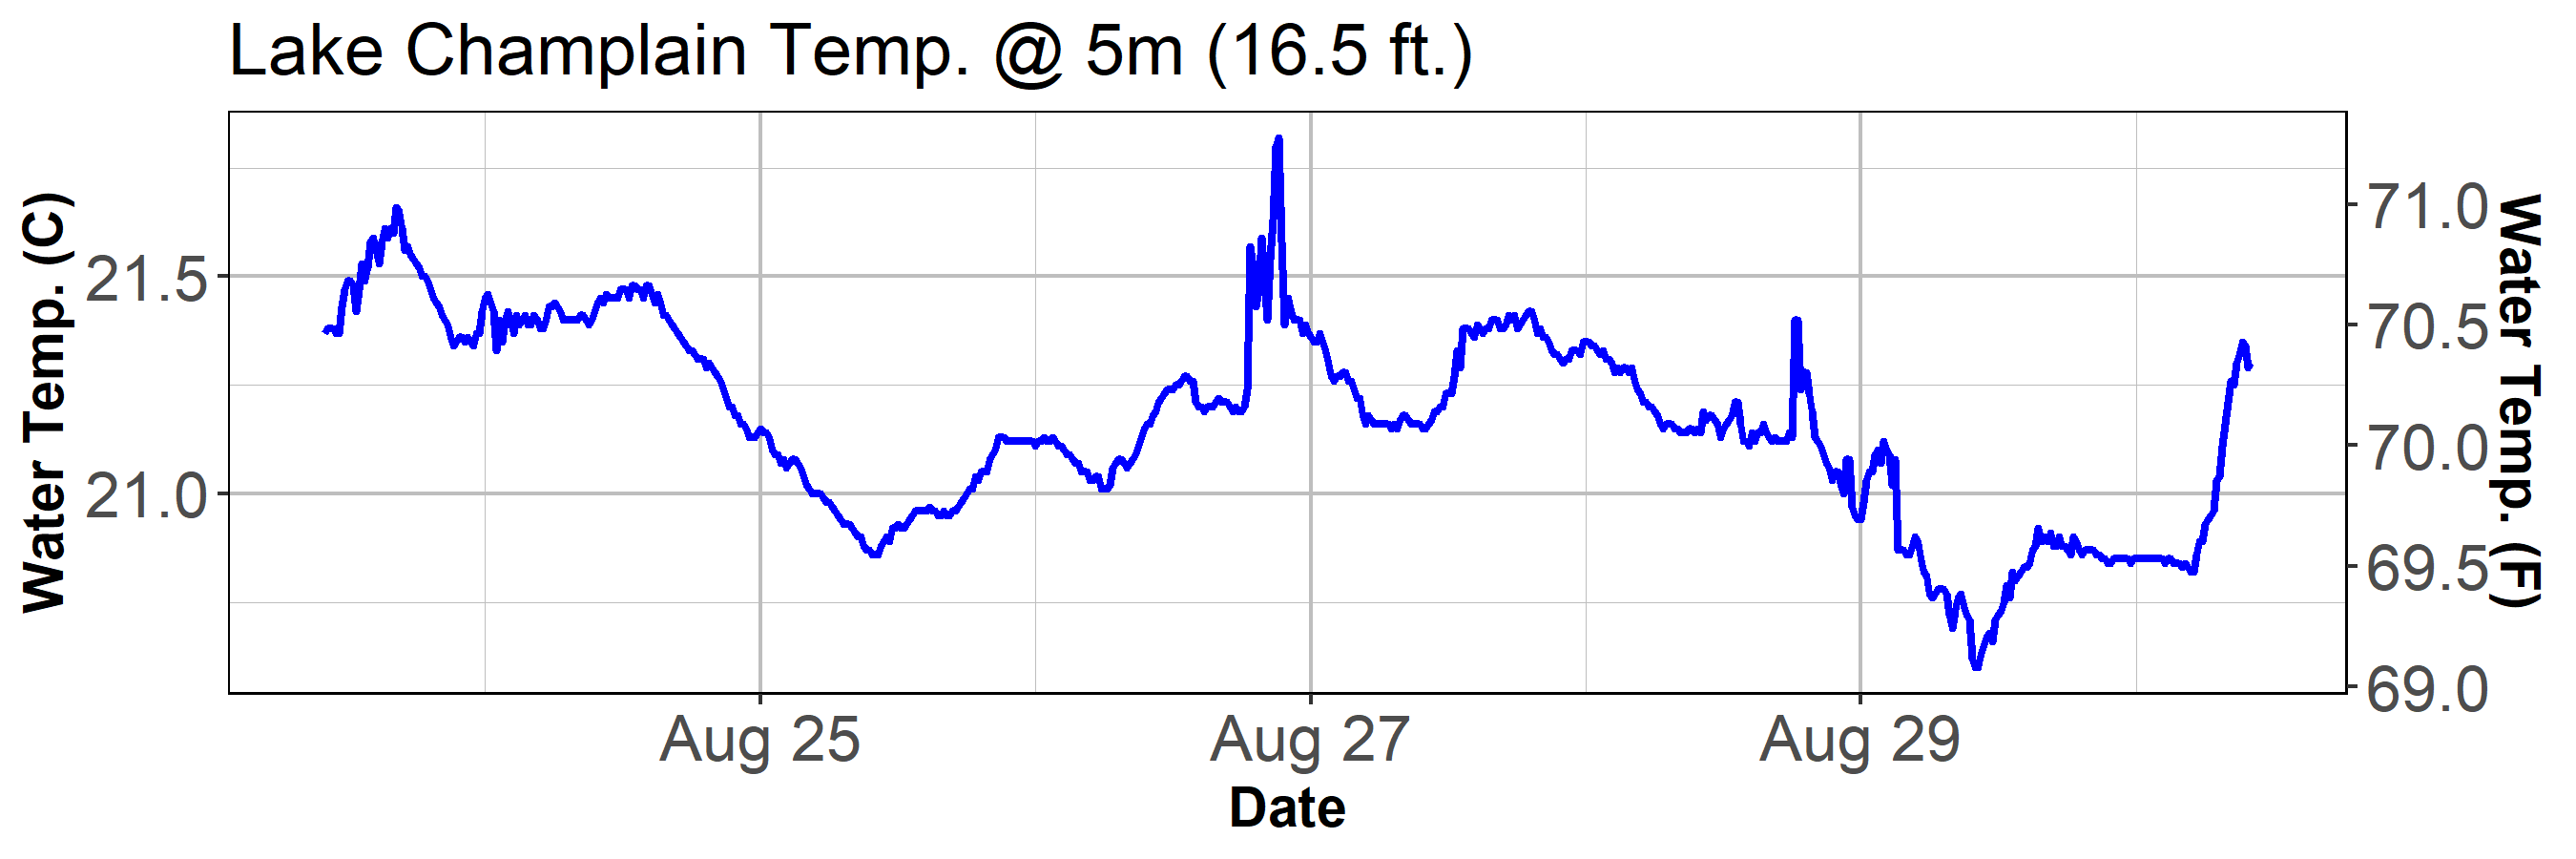 Lake Champlain Temp. @ 5m (16.5 ft.)
Water Temp. (C)
21.5
21.0
71.0
70.5
70.0
69.5
69.0
Water Temp. (F)
Aug 25 Aug 27 Aug 29
Date